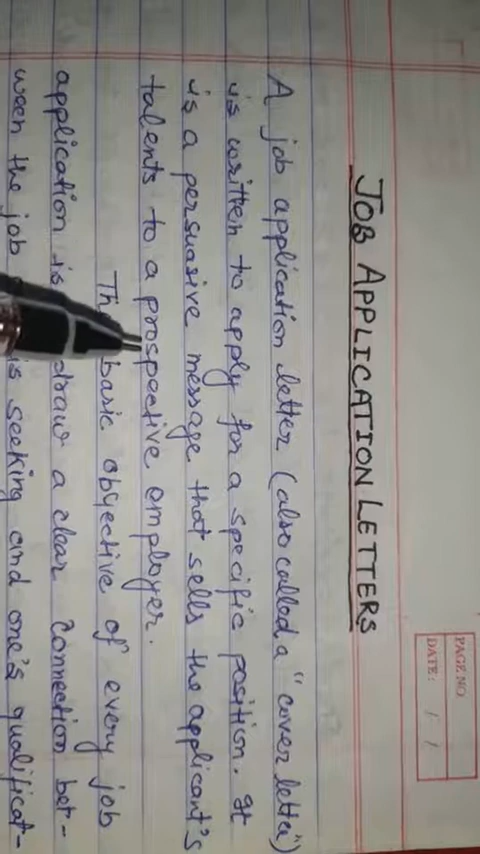 PAGE NO.
DATE: / /
JOB APPLICATION LETTERS
A job application letter (also called a "cover letter")
is written to apply for a specific position. It
is a persuasive message that sells the applicant's
talents to a prospective employer.
The basic objective of every job
application is draw a clear connection bet-
ween the job is seeking and one's qualificat-